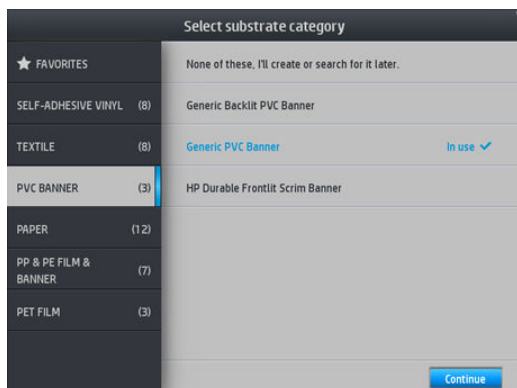 Select substrate category
FAVORITES
SELF-ADHESIVE VINYL (8)
TEXTILE (8)
PVC BANNER (3)
PAPER (12)
PP & PE FILM &
BANNER (7)
PET FILM (3)
None of these, I'll create or search for it later.
Generic Backlit PVC Banner
Generic PVC Banner In use
HP Durable Frontlit Scrim Banner
Continue